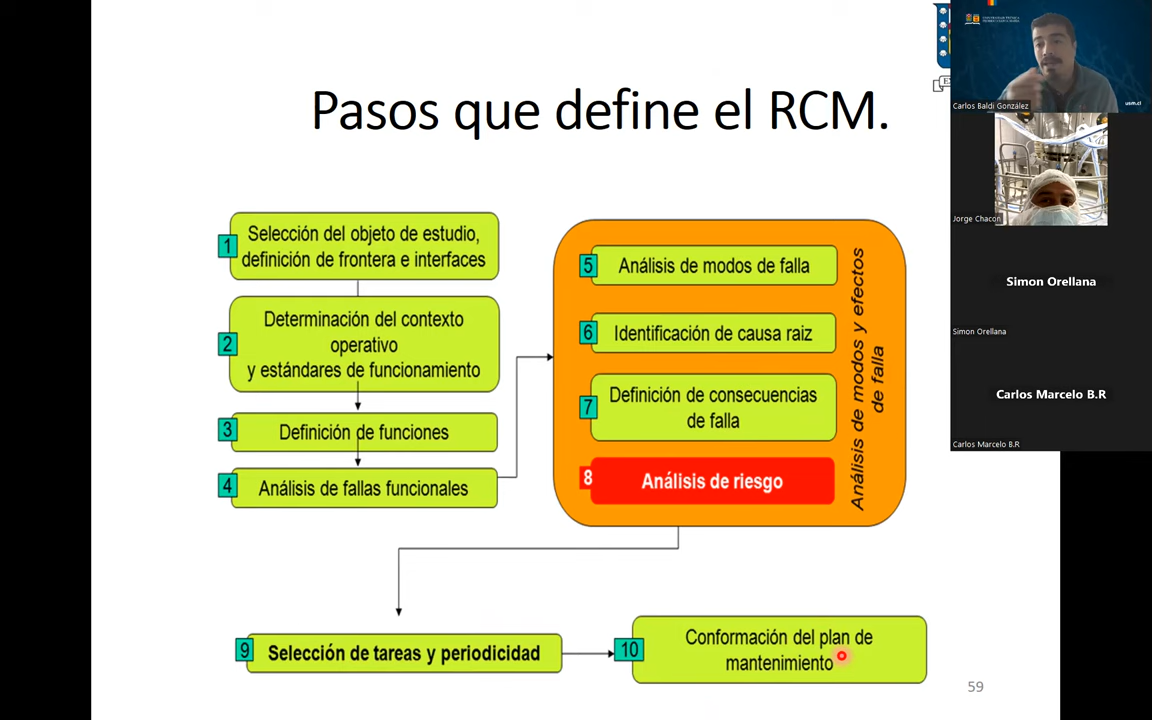 Pasos que define el RCM.
1
Selección del objeto de estudio,
definición de frontera e interfaces
2
Determinación del contexto
operativo
y estándares de funcionamiento
3
Definición de funciones
4
Análisis de fallas funcionales
5
Análisis de modos de falla
6
Identificación de causa raiz
7
Definición de consecuencias
de falla
8
Análisis de riesgo
Análisis de modos y efectos
de falla
9
Selección de tareas y periodicidad
10
Conformación del plan de
mantenimiento
59
usm.cl
Carlos Baldi González
Jorge Chacon
Simon Orellana
Simon Orellana
Carlos Marcelo B.R
Carlos Marcelo B.R